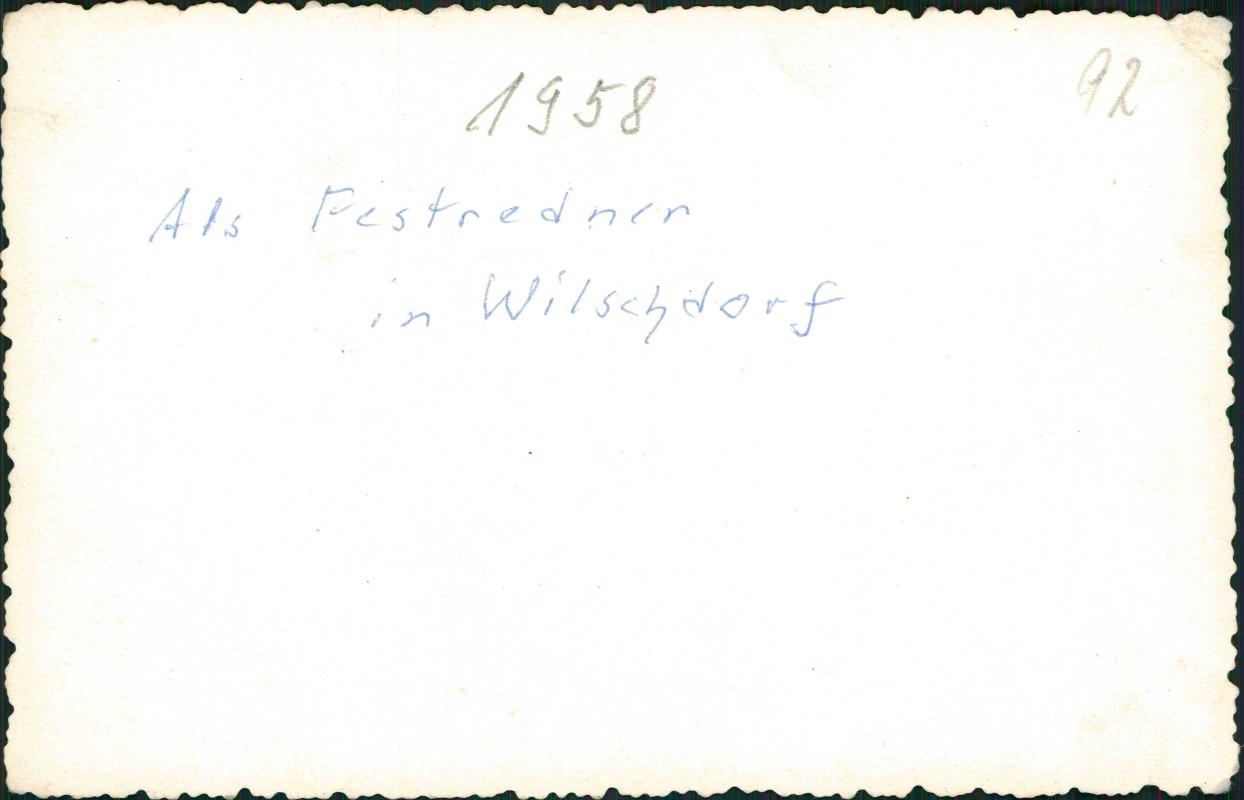 92
1958
Als Festredner
in Wilschdorf